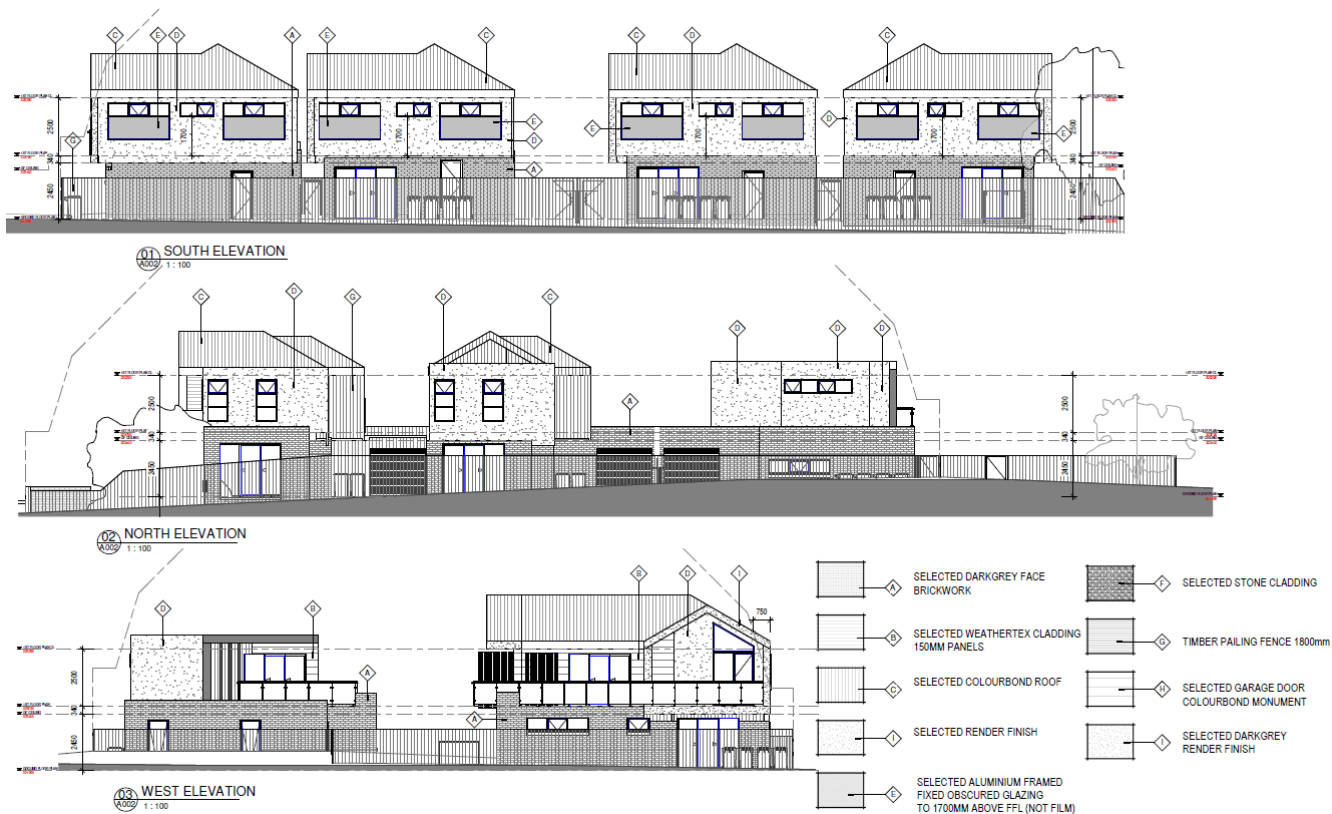 C
E
D
A
E
C
C
D
C
G
2500
340
2450
1700
1700
1700
1700
E
D
A
E
D
E
2500
340
2450
01 SOUTH ELEVATION
A002 1 : 100
C
D
G
D
C
D
D
D
A
2500
340
2450
2500
340
2450
02 NORTH ELEVATION
A002 1 : 100
D
B
A
B
D
I
750
A
2500
340
2450
2500
340
2450
03 WEST ELEVATION
A002 1 : 100
A SELECTED DARKGREY FACE
BRICKWORK
B SELECTED WEATHERTEX CLADDING
150MM PANELS
C SELECTED COLOURBOND ROOF
I SELECTED RENDER FINISH
E SELECTED ALUMINIUM FRAMED
FIXED OBSCURED GLAZING
TO 1700MM ABOVE FFL (NOT FILM)
F SELECTED STONE CLADDING
G TIMBER PAILING FENCE 1800mm
H SELECTED GARAGE DOOR
COLOURBOND MONUMENT
I SELECTED DARKGREY
RENDER FINISH